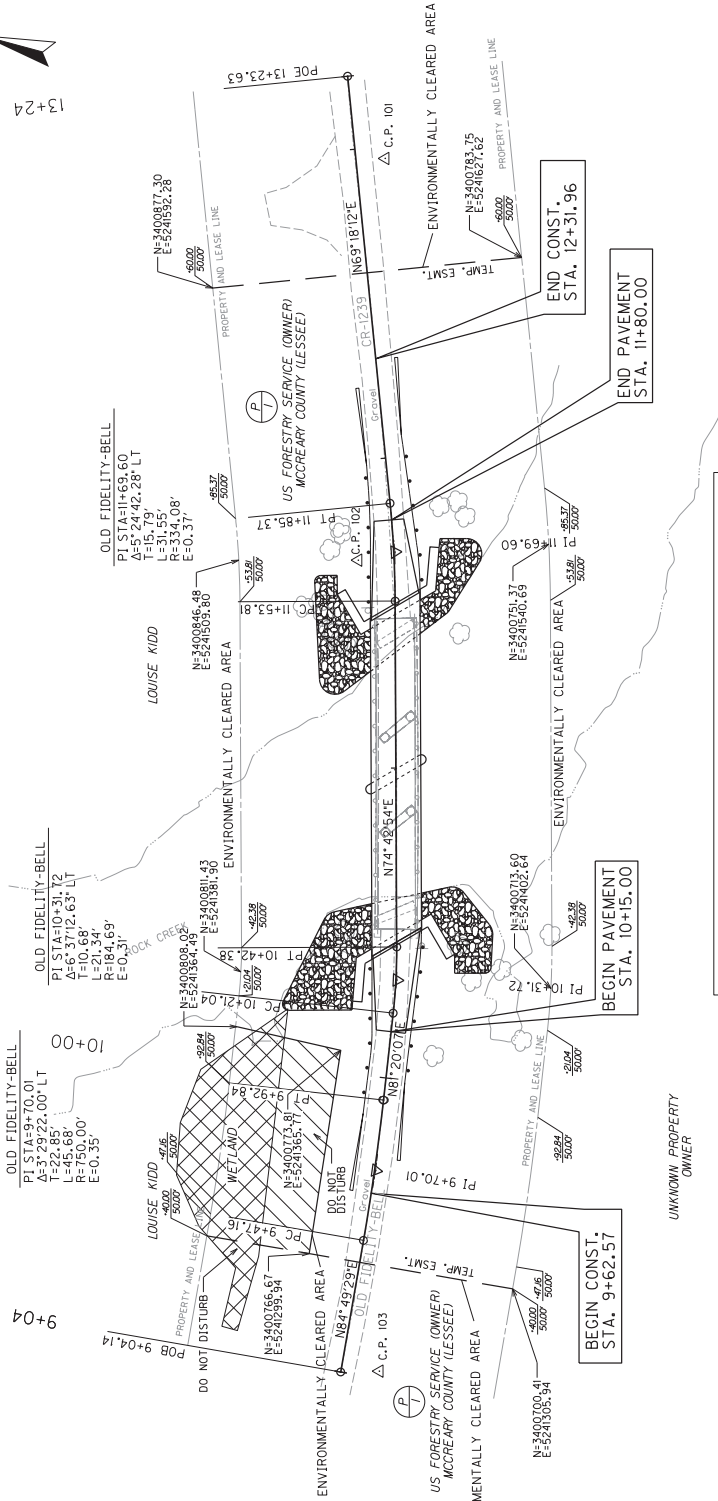 9+04
10+00
13+24
OLD FIDELITY-BELL
PI STA=9+70.01
Δ=3°29'22.00" LT
T=22.85'
L=45.68'
R=750.00'
E=0.35'
OLD FIDELITY-BELL
PI STA=10+31.72
Δ=6°37'12.63" LT
T=10.68'
L=21.34'
R=184.69'
E=0.31'
OLD FIDELITY-BELL
PI STA=11+69.60
Δ=5°24'42.28" LT
T=15.79'
L=31.55'
R=334.08'
E=0.37'
POB 9+04.14
PROPERTY AND LEASE LINE
DO NOT DISTURB
LOUISE KIDD
+40.00
50.00'
+47.16
50.00'
WETLAND
+92.84
50.00'
N=3400808.02
E=5241364.49
+21.04
50.00'
N=3400811.43
E=5241381.90
+42.38
50.00'
ROCK CREEK
ENVIRONMENTALLY CLEARED AREA
LOUISE KIDD
N=3400846.48
E=5241509.80
+53.81
50.00'
+85.37
50.00'
PROPERTY AND LEASE LINE
N=3400877.30
E=5241592.28
+60.00
50.00'
POE 13+23.63
ENVIRONMENTALLY CLEARED AREA
N=3400766.67
E=5241299.94
PC 9+47.16
N=3400773.81
E=5241365.77
DO NOT
DISTURB
PT 9+92.84
PC 10+21.04
PT 10+42.38
PC 11+53.81
C.P. 102
PT 11+85.37
P
1
US FORESTRY SERVICE (OWNER)
MCCREARY COUNTY (LESSEE)
N84°49'29"E
OLD FIDELITY-BELL
Gravel
N81°20'07"E
N74°42'54"E
Gravel
CR-1239
N69°18'12"E
C.P. 101
C.P. 103
P
1
US FORESTRY SERVICE (OWNER)
MCCREARY COUNTY (LESSEE)
MENTALLY CLEARED AREA
TEMP. ESMT.
PI 9+70.01
TEMP. ESMT.
ENVIRONMENTALLY CLEARED AREA
N=3400700.41
E=5241305.94
+40.00
50.00'
+47.16
50.00'
+92.84
50.00'
PROPERTY AND LEASE LINE
+21.04
50.00'
PI 10+31.72
N=3400713.60
E=5241402.64
+42.38
50.00'
ENVIRONMENTALLY CLEARED AREA
N=3400751.37
E=5241540.69
+53.81
50.00'
PI 11+69.60
+85.37
50.00'
N=3400783.75
E=5241627.62
+60.00
50.00'
PROPERTY AND LEASE LINE
BEGIN CONST.
STA. 9+62.57
BEGIN PAVEMENT
STA. 10+15.00
END PAVEMENT
STA. 11+80.00
END CONST.
STA. 12+31.96
UNKNOWN PROPERTY
OWNER